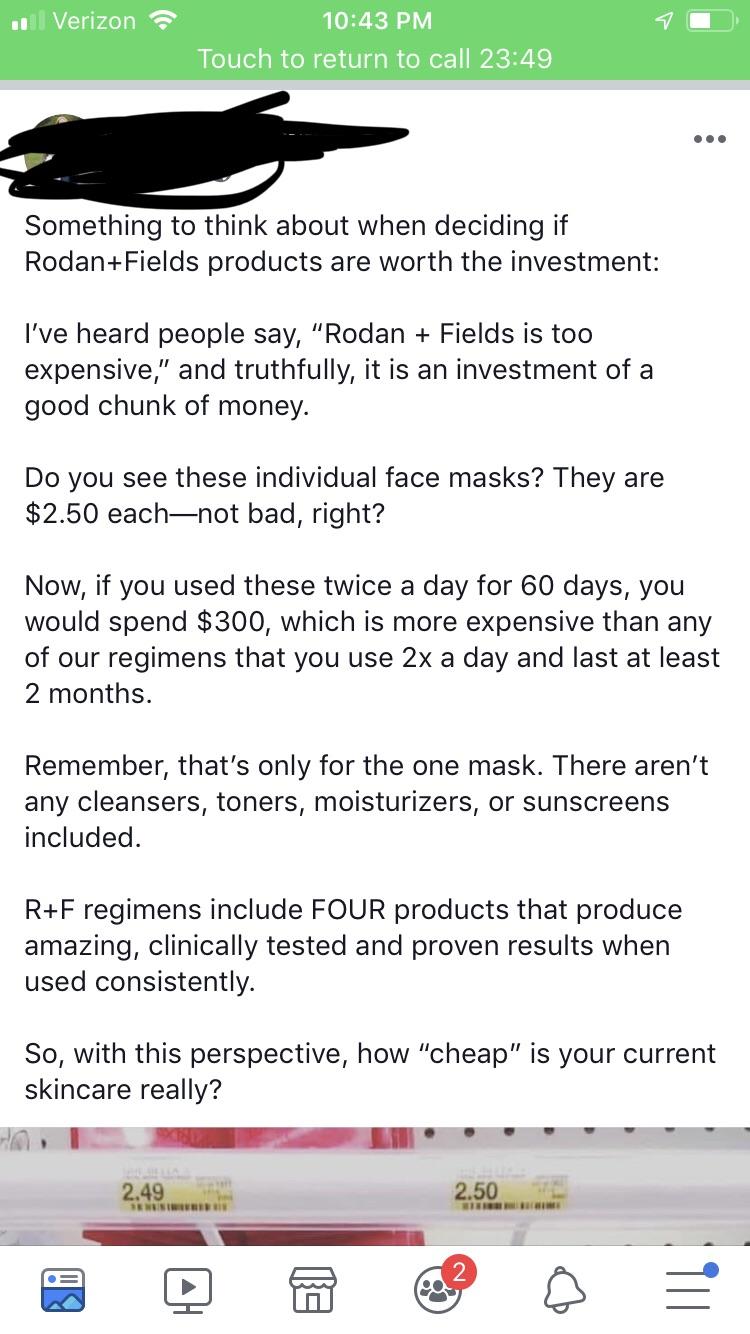 Verizon 10:43 PM
Touch to return to call 23:49
Something to think about when deciding if
Rodan+Fields products are worth the investment:
I’ve heard people say, “Rodan + Fields is too
expensive,” and truthfully, it is an investment of a
good chunk of money.
Do you see these individual face masks? They are
$2.50 each—not bad, right?
Now, if you used these twice a day for 60 days, you
would spend $300, which is more expensive than any
of our regimens that you use 2x a day and last at least
2 months.
Remember, that’s only for the one mask. There aren’t
any cleansers, toners, moisturizers, or sunscreens
included.
R+F regimens include FOUR products that produce
amazing, clinically tested and proven results when
used consistently.
So, with this perspective, how “cheap” is your current
skincare really?
2.49 2.50
2